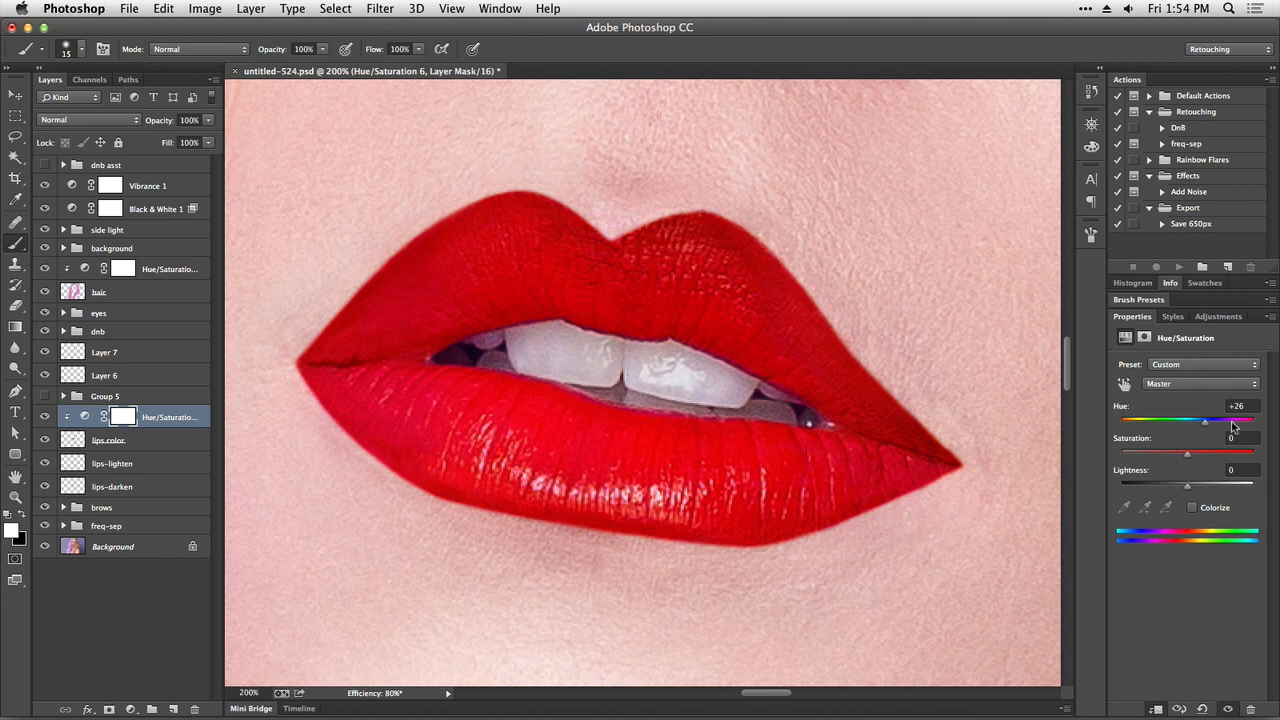 Photoshop File Edit Image Layer Type Select Filter 3D View Window Help Fri 1:54 PM
Adobe Photoshop CC
15 Mode: Normal Opacity: 100% Flow: 100% Retouching
Layers Channels Paths
untitled-524.psd @ 200% (Hue/Saturation 6, Layer Mask/16) *
Kind
Normal Opacity: 100%
Lock: Fill: 100%
dnb asst
Vibrance 1
Black & White 1
side light
background
Hue/Saturatio...
hair
eyes
dnb
Layer 7
Layer 6
Group 5
Hue/Saturatio...
lips color
lips-lighten
lips-darken
brows
freq-sep
Background
200% Efficiency: 80%*
Mini Bridge Timeline
Actions
Default Actions
Retouching
DnB
freq-sep
Rainbow Flares
Effects
Add Noise
Export
Save 650px
Histogram Info Swatches
Brush Presets
Properties Styles Adjustments
Hue/Saturation
Preset: Custom
Master
Hue: +26
Saturation: 0
Lightness: 0
Colorize